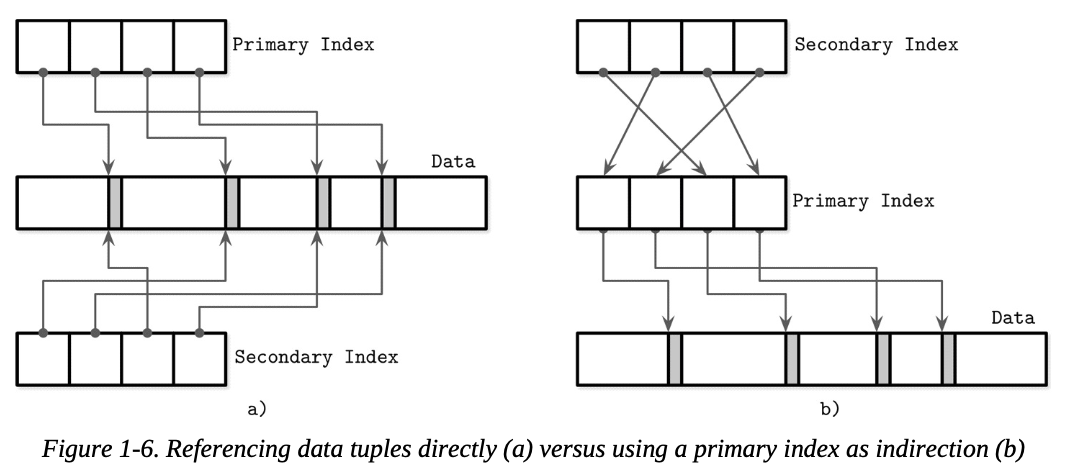 Primary Index
Data
Secondary Index
a)
Secondary Index
Primary Index
Data
b)
Figure 1-6. Referencing data tuples directly (a) versus using a primary index as indirection (b)